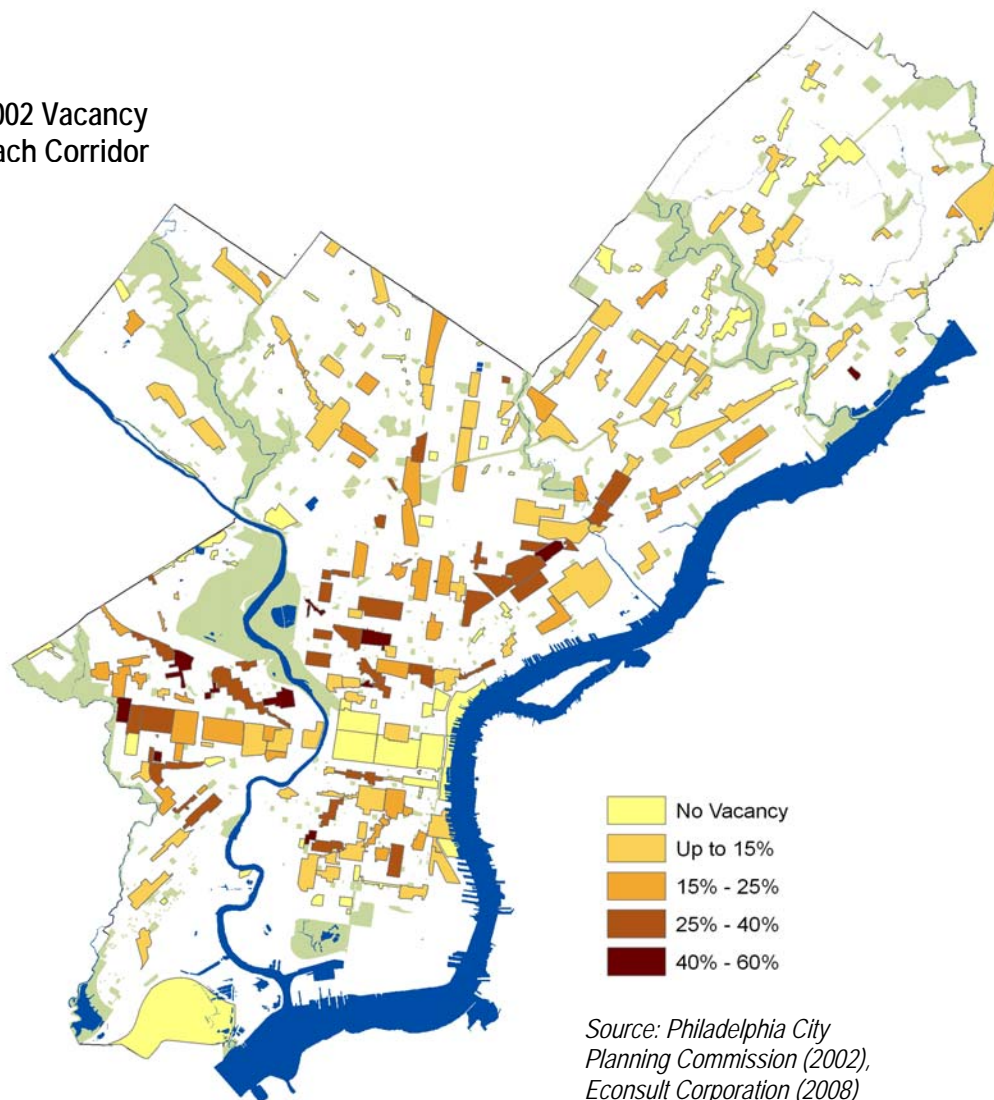 002 Vacancy
ach Corridor
No Vacancy
Up to 15%
15% - 25%
25% - 40%
40% - 60%
Source: Philadelphia City
Planning Commission (2002),
Econsult Corporation (2008)